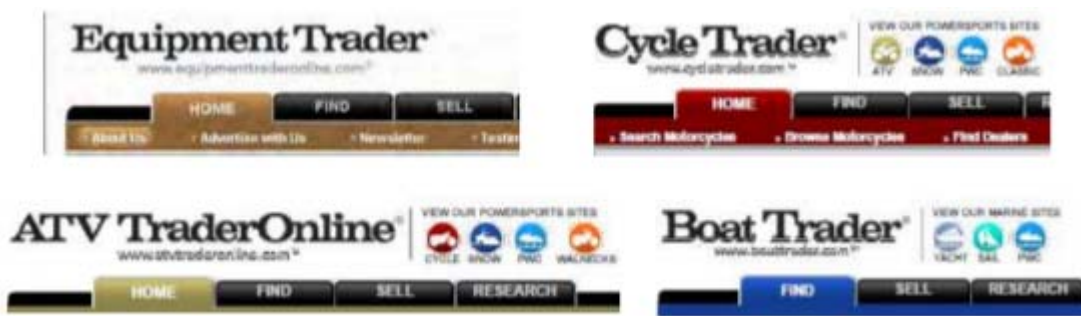 Equipment Trader®
www.equipmenttraderonline.com®
HOME FIND SELL
About Us Advertise with Us Newsletter
Cycle Trader®
www.cycletrader.com™
VIEW OUR POWERSPORTS SITES
ATV SNOW PWC CLASSIC
HOME FIND SELL R
» Search Motorcycles » Browse Motorcycles » Find Dealers
ATV TraderOnline®
www.atvtraderonline.com™
VIEW OUR POWERSPORTS SITES
CYCLE SNOW PWC WALNECKS
HOME FIND SELL RESEARCH
Boat Trader®
www.boattrader.com™
VIEW OUR MARINE SITES
YACHT SAIL PWC
FIND SELL RESEARCH